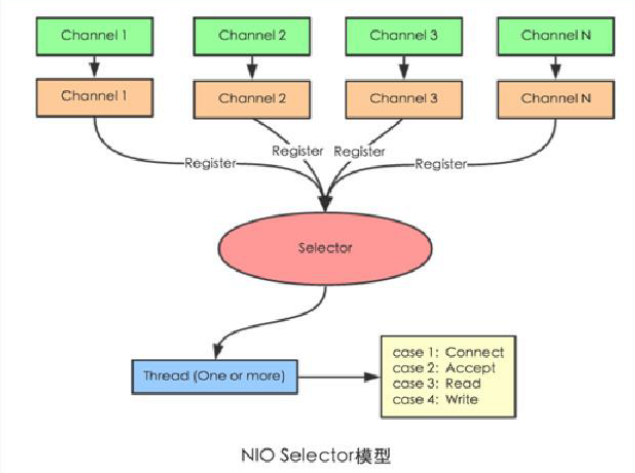 Channel 1
Channel 2
Channel 3
Channel N
Channel 1
Channel 2
Channel 3
Channel N
Register
Register
Register
Register
Selector
Thread (One or more)
case 1: Connect
case 2: Accept
case 3: Read
case 4: Write
NIO Selector模型